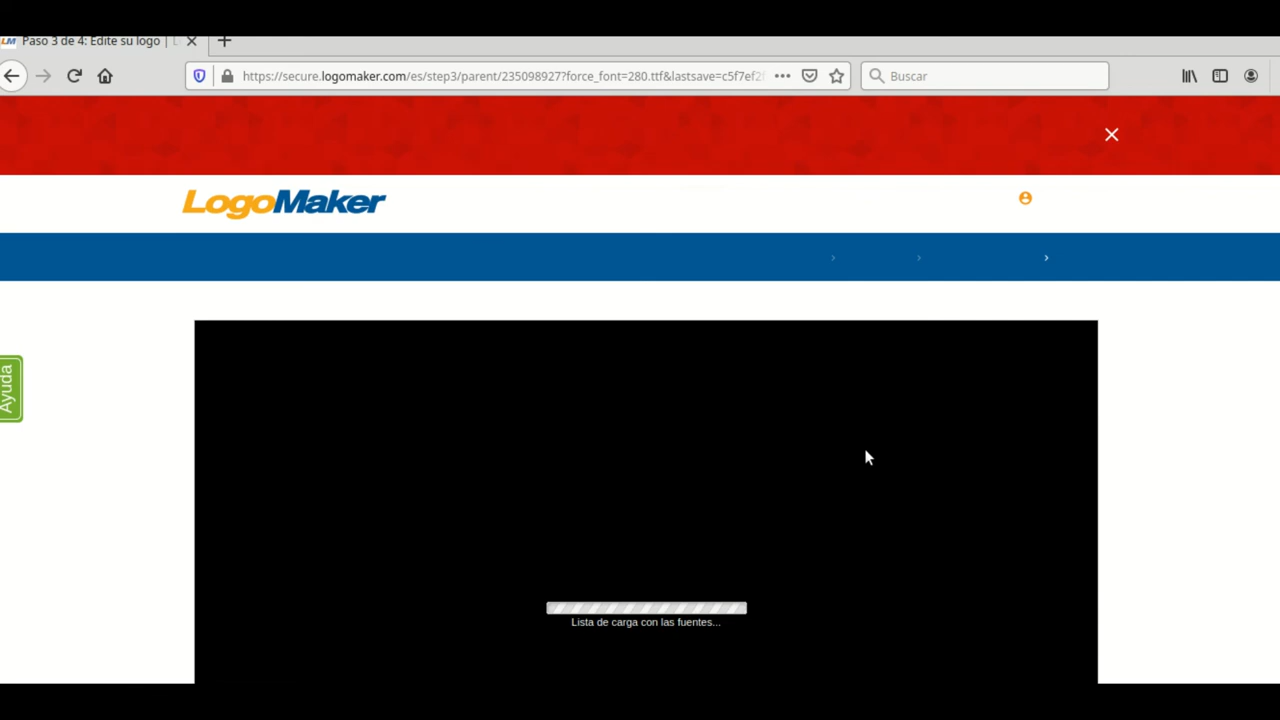 LM Paso 3 de 4: Edite su logo |
https://secure.logomaker.com/es/step3/parent/235098927?force_font=280.ttf&lastsave=c5f7ef2
Buscar
LogoMaker
Ayuda
Lista de carga con las fuentes...